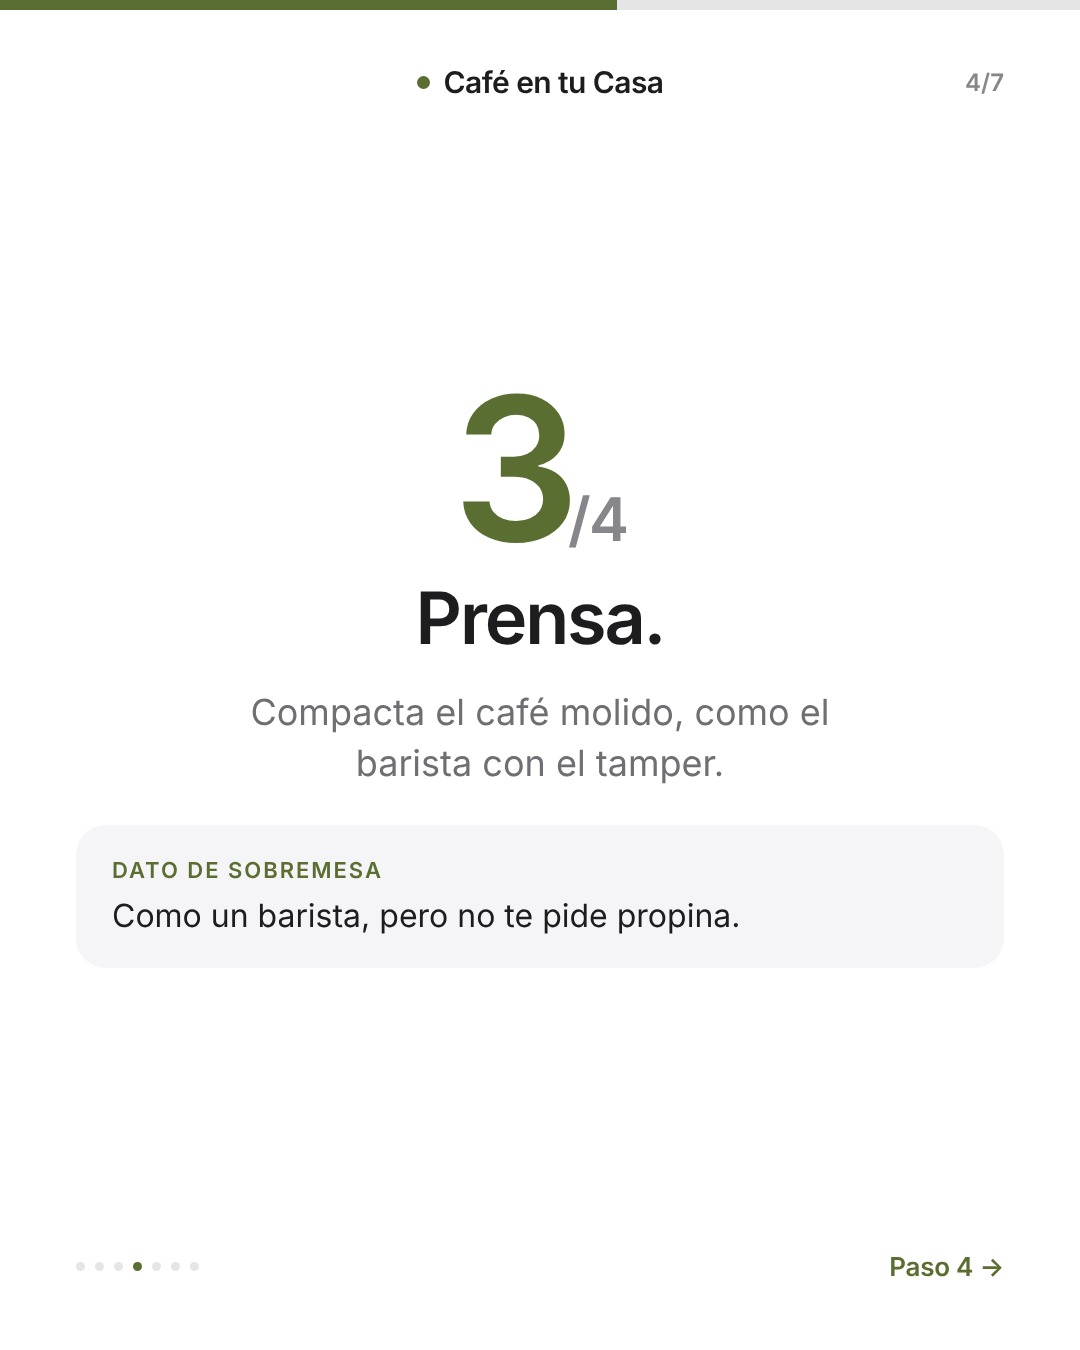 Café en tu Casa
4/7
3/4
Prensa.
Compacta el café molido, como el
barista con el tamper.
DATO DE SOBREMESA
Como un barista, pero no te pide propina.
Paso 4 →